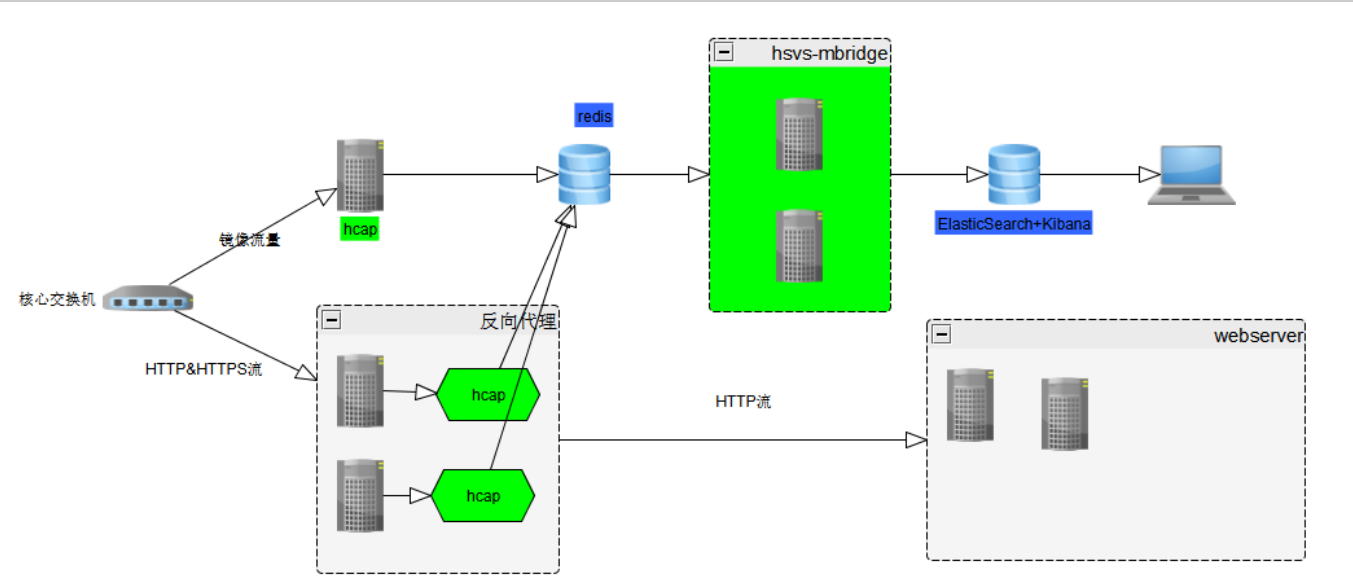 hsvs-mbridge
redis
hcap
镜像流量
ElasticSearch+Kibana
核心交换机
反向代理
webserver
HTTP&HTTPS流
hcap
HTTP流
hcap